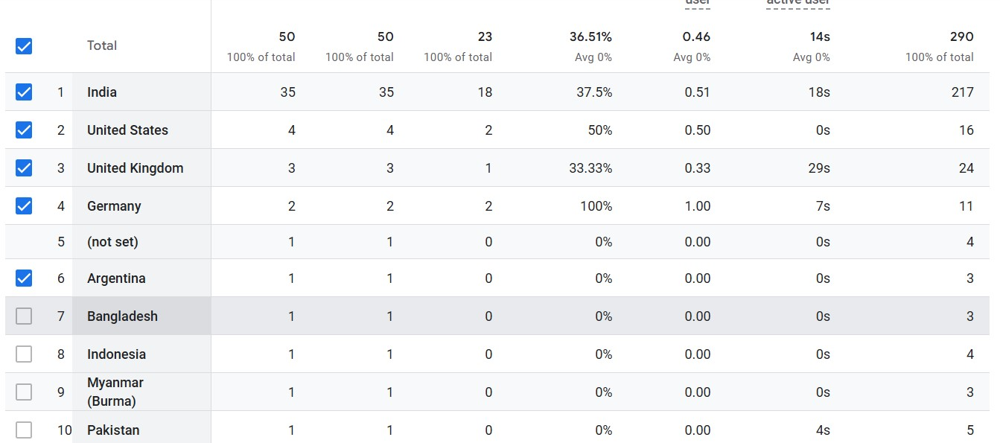 user active user
Total 50 50 23 36.51% 0.46 14s 290
100% of total 100% of total 100% of total Avg 0% Avg 0% Avg 0% 100% of total
1 India 35 35 18 37.5% 0.51 18s 217
2 United States 4 4 2 50% 0.50 0s 16
3 United Kingdom 3 3 1 33.33% 0.33 29s 24
4 Germany 2 2 2 100% 1.00 7s 11
5 (not set) 1 1 0 0% 0.00 0s 4
6 Argentina 1 1 0 0% 0.00 0s 3
7 Bangladesh 1 1 0 0% 0.00 0s 3
8 Indonesia 1 1 0 0% 0.00 0s 4
9 Myanmar
(Burma) 1 1 0 0% 0.00 0s 3
10 Pakistan 1 1 0 0% 0.00 4s 5